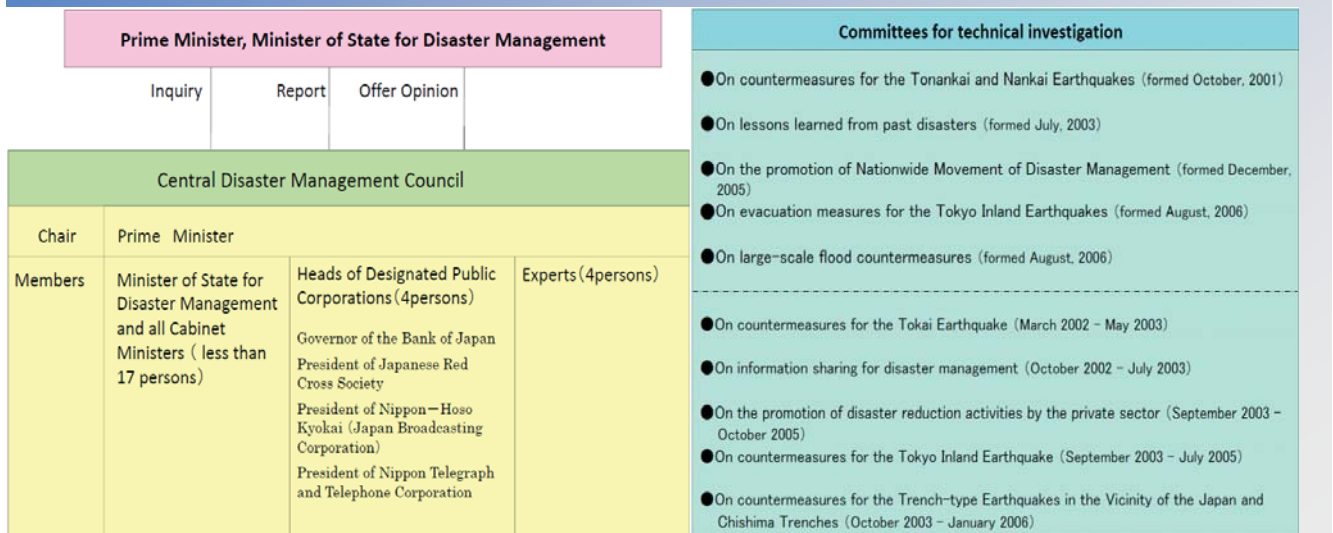 Prime Minister, Minister of State for Disaster Management
Inquiry
Report
Offer Opinion
Central Disaster Management Council
Chair
Prime Minister
Members
Minister of State for
Disaster Management
and all Cabinet
Ministers ( less than
17 persons)
Heads of Designated Public
Corporations(4persons)
Governor of the Bank of Japan
President of Japanese Red
Cross Society
President of Nippon－Hoso
Kyokai (Japan Broadcasting
Corporation)
President of Nippon Telegraph
and Telephone Corporation
Experts(4persons)
Committees for technical investigation
●On countermeasures for the Tonankai and Nankai Earthquakes (formed October, 2001)
●On lessons learned from past disasters (formed July, 2003)
●On the promotion of Nationwide Movement of Disaster Management (formed December,
2005)
●On evacuation measures for the Tokyo Inland Earthquakes (formed August, 2006)
●On large-scale flood countermeasures (formed August, 2006)
●On countermeasures for the Tokai Earthquake (March 2002 - May 2003)
●On information sharing for disaster management (October 2002 - July 2003)
●On the promotion of disaster reduction activities by the private sector (September 2003 -
October 2005)
●On countermeasures for the Tokyo Inland Earthquake (September 2003 - July 2005)
●On countermeasures for the Trench-type Earthquakes in the Vicinity of the Japan and
Chishima Trenches (October 2003 - January 2006)